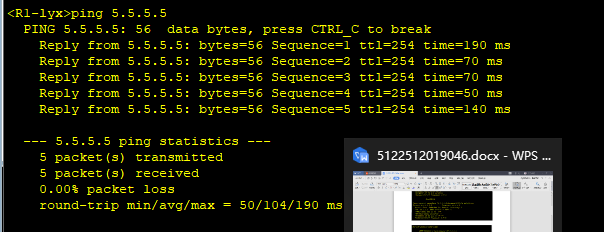 <R1-lyx>ping 5.5.5.5
PING 5.5.5.5: 56  data bytes, press CTRL_C to break
Reply from 5.5.5.5: bytes=56 Sequence=1 ttl=254 time=190 ms
Reply from 5.5.5.5: bytes=56 Sequence=2 ttl=254 time=70 ms
Reply from 5.5.5.5: bytes=56 Sequence=3 ttl=254 time=70 ms
Reply from 5.5.5.5: bytes=56 Sequence=4 ttl=254 time=50 ms
Reply from 5.5.5.5: bytes=56 Sequence=5 ttl=254 time=140 ms
--- 5.5.5.5 ping statistics ---
5 packet(s) transmitted
5 packet(s) received
0.00% packet loss
round-trip min/avg/max = 50/104/190 ms
5122512019046.docx - WPS ...